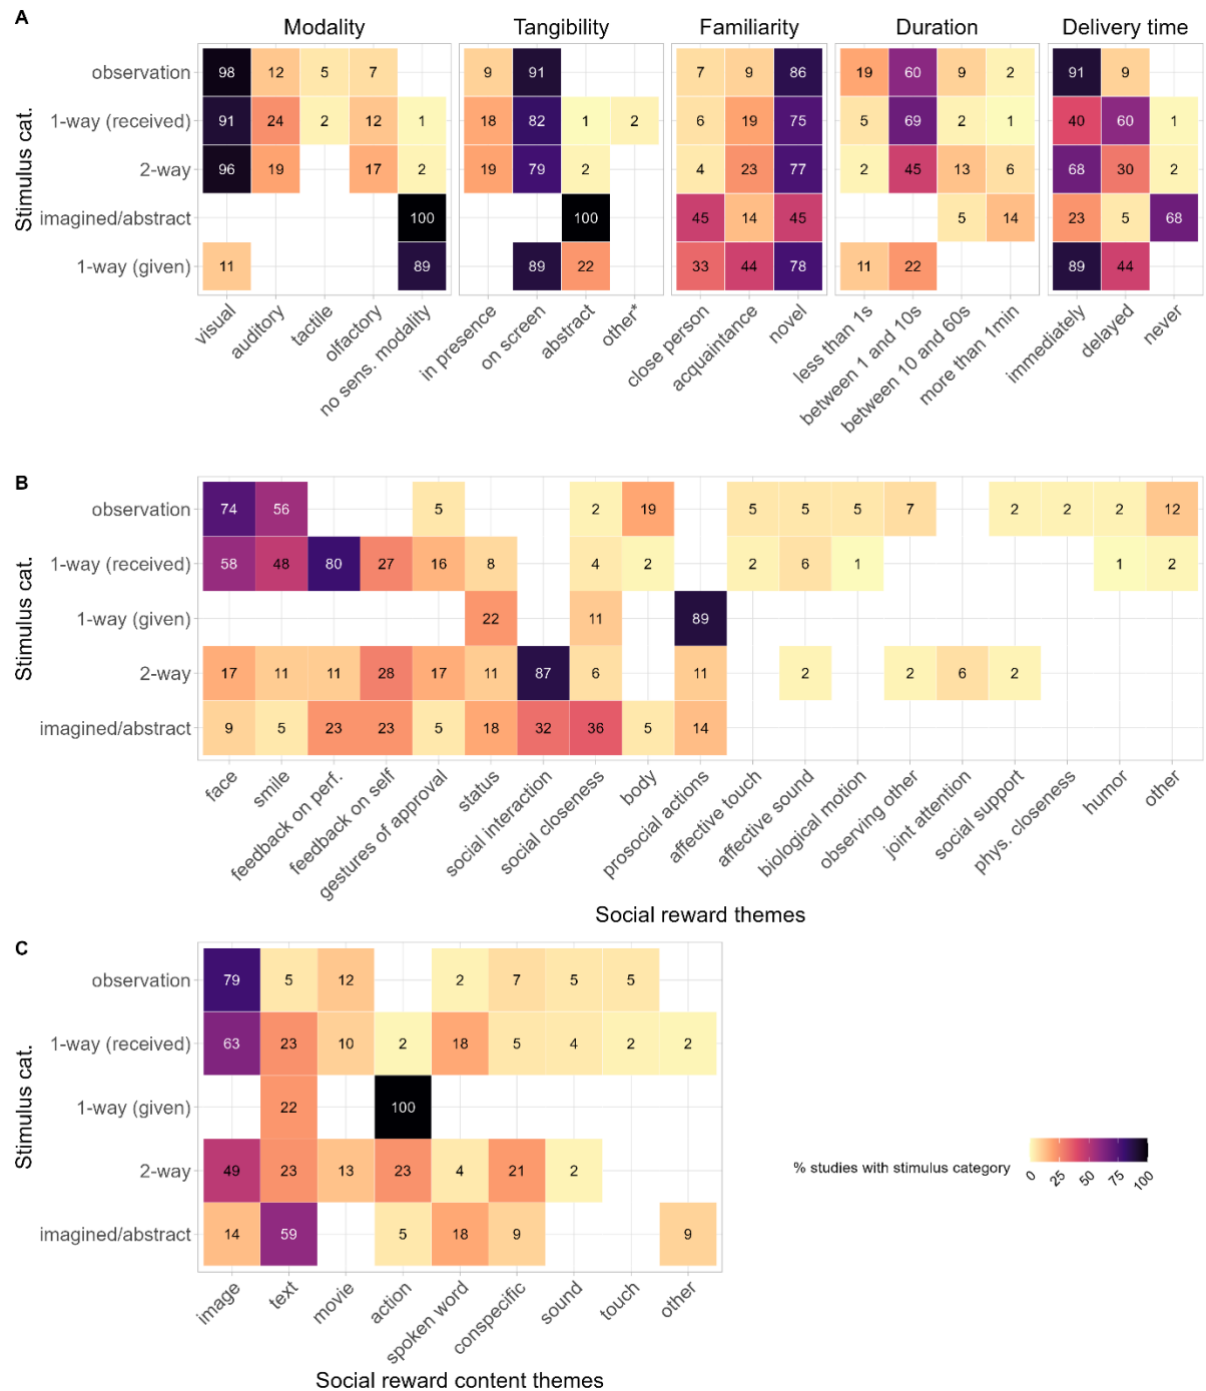 A
Modality Tangibility Familiarity Duration Delivery time
Stimulus cat.
observation 98 12 5 7 9 91 7 9 86 19 60 9 2 91 9
1-way (received) 91 24 2 12 1 18 82 1 2 6 19 75 5 69 2 1 40 60 1
2-way 96 19 17 2 19 79 2 4 23 77 2 45 13 6 68 30 2
imagined/abstract 100 100 45 14 45 5 14 23 5 68
1-way (given) 11 89 89 22 33 44 78 11 22 89 44
visual auditory tactile olfactory no sens. modality in presence on screen abstract other* close person acquaintance novel less than 1s between 1 and 10s between 10 and 60s more than 1min immediately delayed never
B
Stimulus cat.
observation 74 56 5 2 19 5 5 5 7 2 2 2 12
1-way (received) 58 48 80 27 16 8 4 2 2 6 1 1 2
1-way (given) 22 11 89
2-way 17 11 11 28 17 11 87 6 11 2 2 6 2
imagined/abstract 9 5 23 23 5 18 32 36 5 14
face smile feedback on perf. feedback on self gestures of approval status social interaction social closeness body prosocial actions affective touch affective sound biological motion observing other joint attention social support phys. closeness humor other
Social reward themes
C
Stimulus cat.
observation 79 5 12 2 7 5 5
1-way (received) 63 23 10 2 18 5 4 2 2
1-way (given) 22 100
2-way 49 23 13 23 4 21 2
imagined/abstract 14 59 5 18 9 9
image text movie action spoken word conspecific sound touch other
Social reward content themes
% studies with stimulus category
0 25 50 75 100